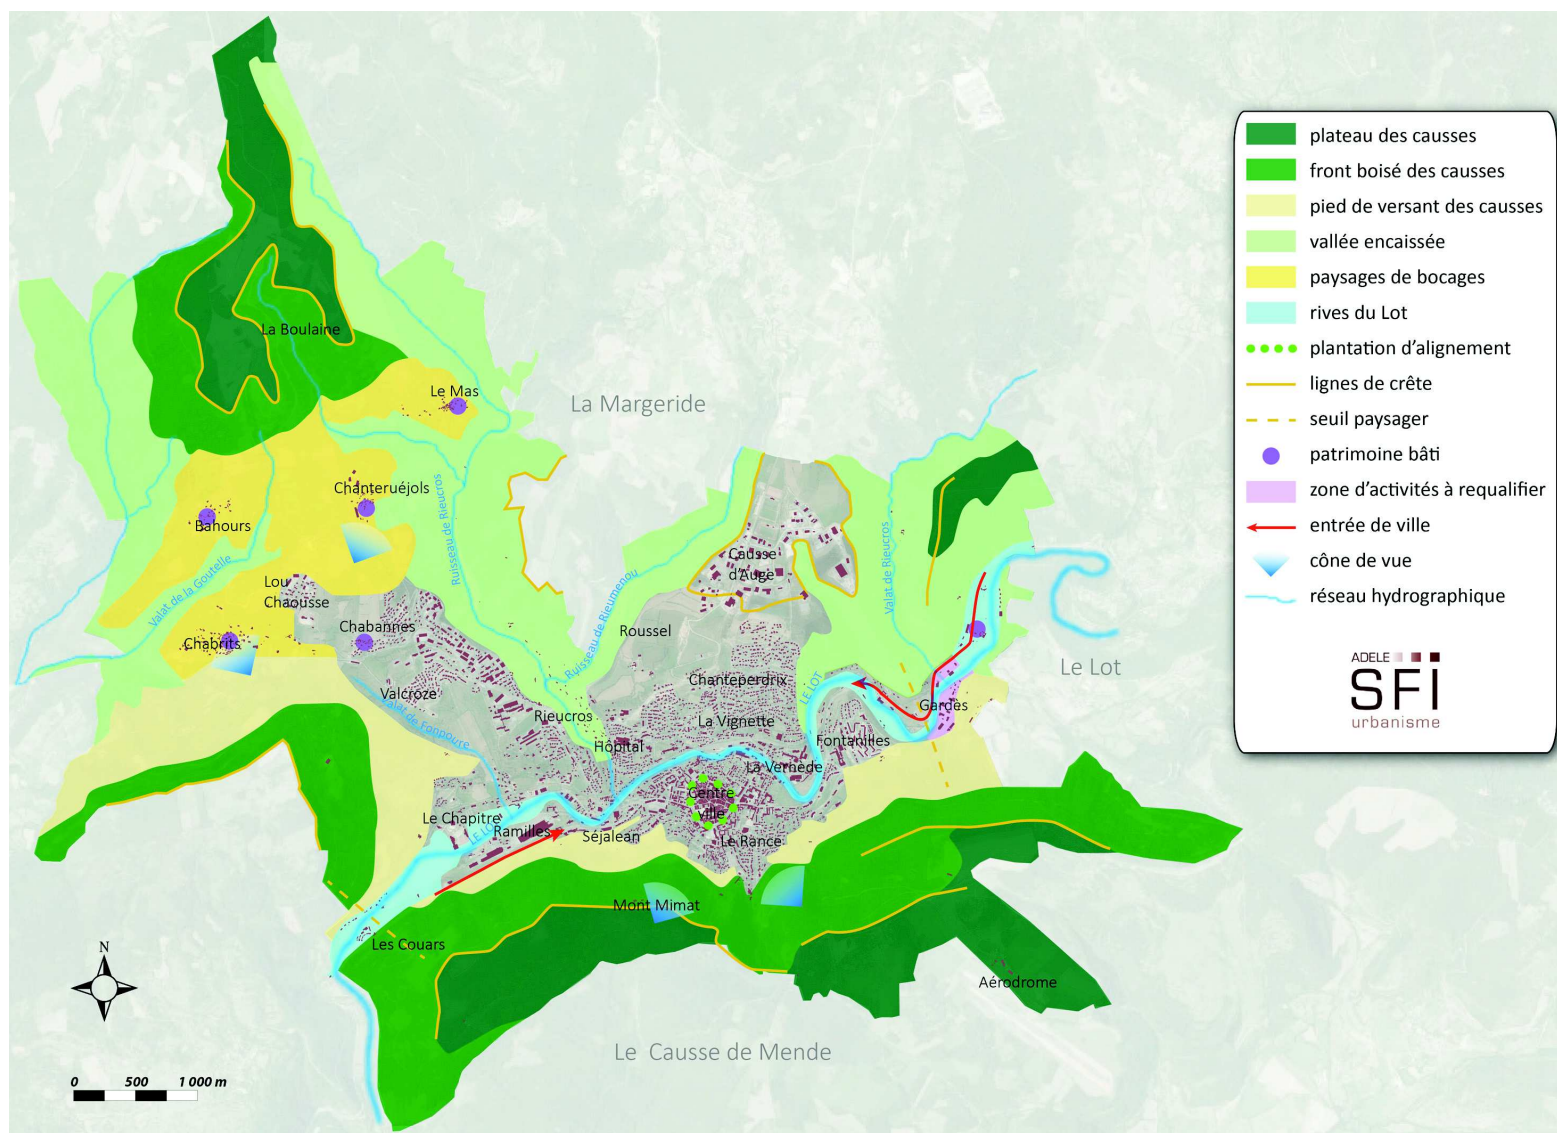 La Boulaine
Le Mas
La Margeride
Chanteruéjols
Bahours
Ruisseau de Rieucros
Valat de la Goutelle
Lou
Chaousse
Chabrits
Chabannes
Valcroze
Valat de Fonpoure
Rieucros
Ruisseau de Rieumenou
Causse
d'Auge
Valat de Rieucros
Roussel
Chanteperdrix
La Vignette
LE LOT
Le Lot
Gardès
Fontanilles
Hôpital
La Vernède
Centre
ville
Le Chapitre
LE LOT
Ramilles
Séjalean
Le Rance
Mont Mimat
Les Couars
Aérodrome
Le Causse de Mende
N
0 500 1 000 m
plateau des causses
front boisé des causses
pied de versant des causses
vallée encaissée
paysages de bocages
rives du Lot
plantation d’alignement
lignes de crête
seuil paysager
patrimoine bâti
zone d’activités à requalifier
entrée de ville
cône de vue
réseau hydrographique
ADELE
SFI
urbanisme